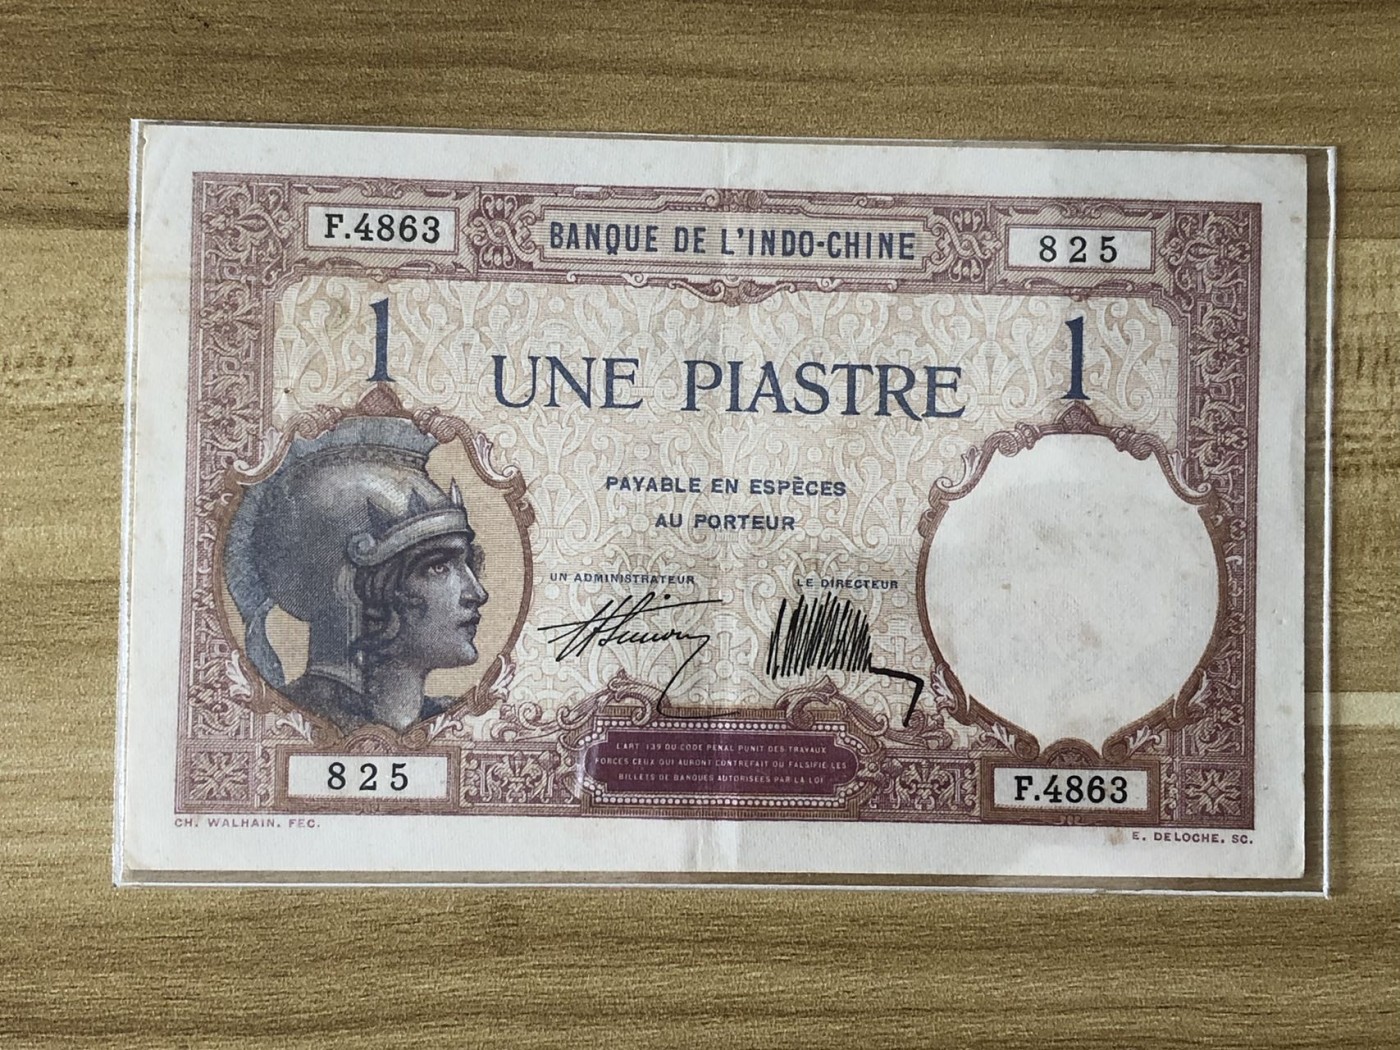 F.4863
BANQUE DE L'INDO-CHINE
825
1
1
UNE PIASTRE
PAYABLE EN ESPÈCES
AU PORTEUR
UN ADMINISTRATEUR
LE DIRECTEUR
L'ART 139 DU CODE PENAL PUNIT DES TRAVAUX
FORCES CEUX QUI AURONT CONTREFAIT OU FALSIFIE LES
BILLETS DE BANQUES AUTORISEES PAR LA LOI
825
F.4863
CH. WALHAIN. FEC.
E. DELOCHE. SC.